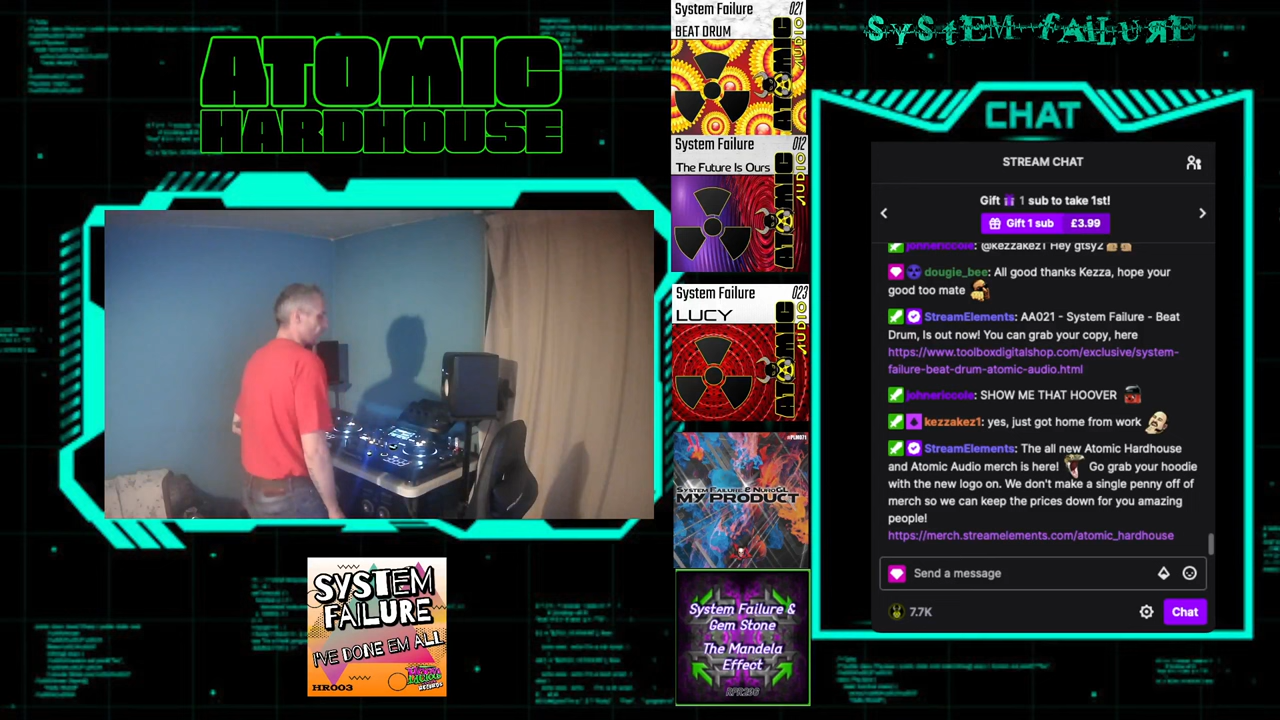 ATOMIC
HARDHOUSE
System Failure
021
BEAT DRUM
ATOMIC
AUDIO
System Failure
012
The Future Is Ours
ATOMIC
AUDIO
System Failure
023
LUCY
ATOMIC
AUDIO
@PLM071
SYSTEM FAILURE & NUROGL
MY PRODUCT
System Failure &
Gem Stone
The Mandela
Effect
RPR206
SYSTEM
FAILURE
I'VE DONE EM ALL
HR003
RECORDS
SYSTEM FAILURE
CHAT
STREAM CHAT
Gift 1 sub to take 1st!
Gift 1 sub £3.99
johnericcole: @kezzakez1 Hey gtsy2
dougie_bee: All good thanks Kezza, hope your
good too mate
StreamElements: AA021 - System Failure - Beat
Drum, Is out now! You can grab your copy, here
https://www.toolboxdigitalshop.com/exclusive/system-
failure-beat-drum-atomic-audio.html
johnericcole: SHOW ME THAT HOOVER
kezzakez1: yes, just got home from work
StreamElements: The all new Atomic Hardhouse
and Atomic Audio merch is here! Go grab your hoodie
with the new logo on. We don't make a single penny off of
merch so we can keep the prices down for you amazing
people!
https://merch.streamelements.com/atomic_hardhouse
Send a message
7.7K
Chat